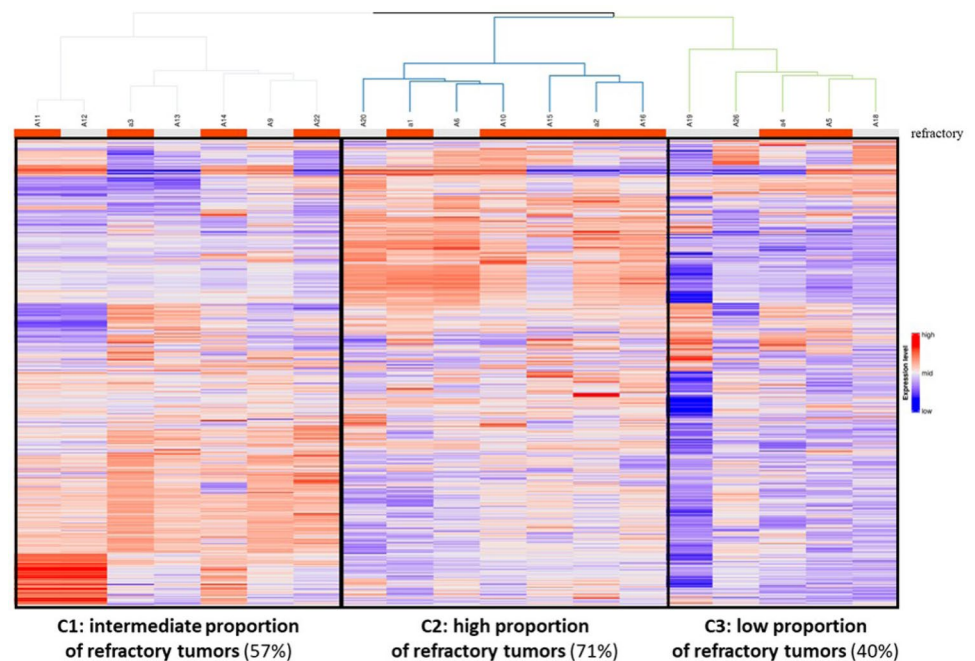 A11 A12 a3 A13 A14 A9 A22 A20 a1 A6 A10 A15 a2 A16 A19 A26 a4 A5 A18
refractory
high
mid
low
Expression level
C1: intermediate proportion
of refractory tumors (57%)
C2: high proportion
of refractory tumors (71%)
C3: low proportion
of refractory tumors (40%)